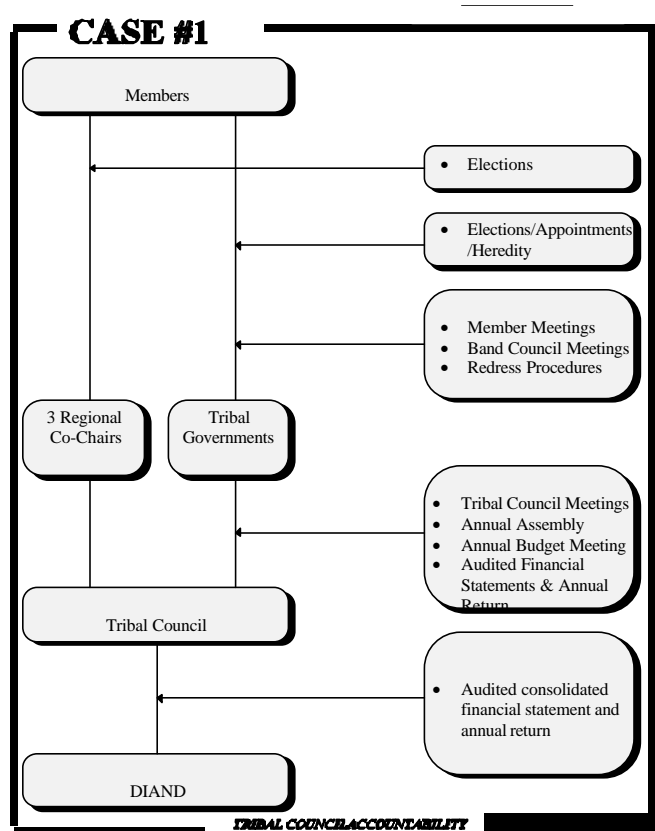 CASE #1
Members
• Elections
• Elections/Appointments
/Heredity
• Member Meetings
• Band Council Meetings
• Redress Procedures
3 Regional
Co-Chairs
Tribal
Governments
• Tribal Council Meetings
• Annual Assembly
• Annual Budget Meeting
• Audited Financial
Statements & Annual
Return
Tribal Council
• Audited consolidated
financial statement and
annual return
DIAND
TRIBAL COUNCIL ACCOUNTABILITY